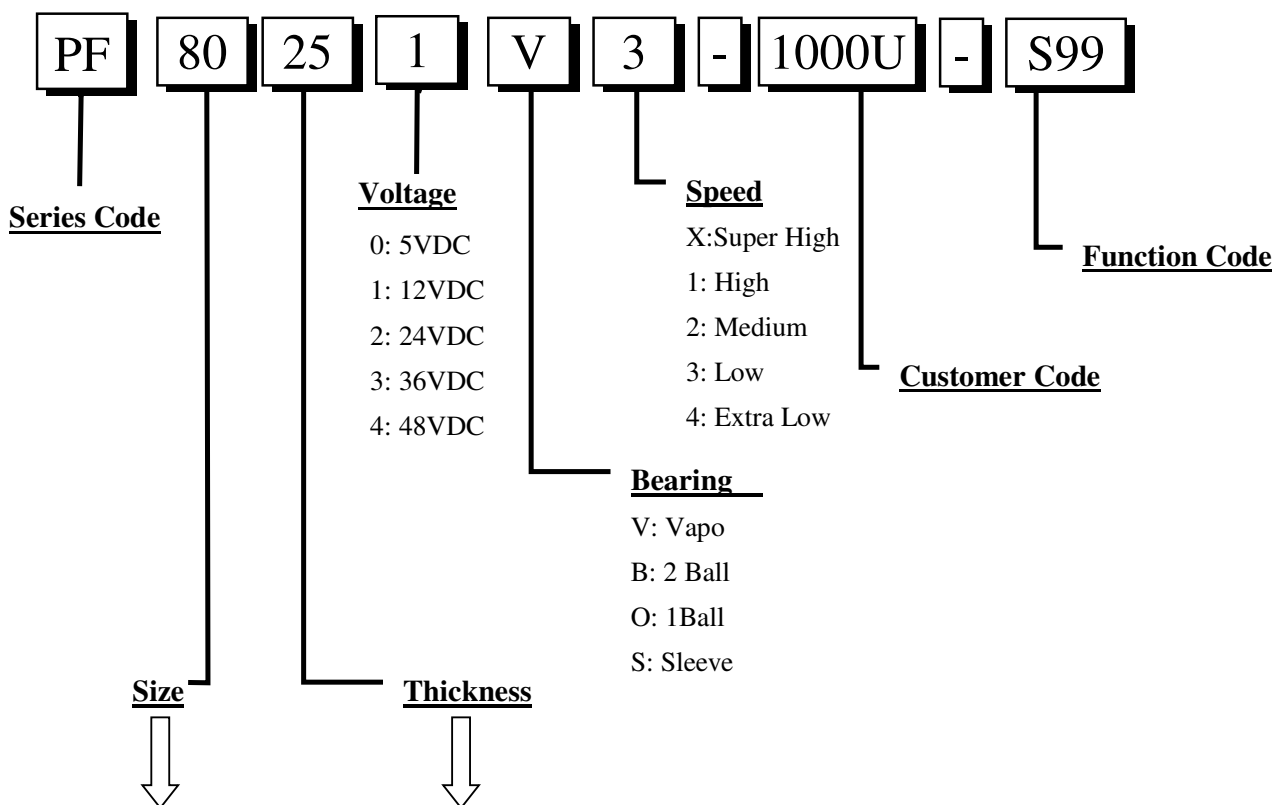 PF 80 25 1 V 3 - 1000U - S99
Series Code
Voltage
0: 5VDC
1: 12VDC
2: 24VDC
3: 36VDC
4: 48VDC
Speed
X:Super High
1: High
2: Medium
3: Low
4: Extra Low
Function Code
Customer Code
Bearing
V: Vapo
B: 2 Ball
O: 1Ball
S: Sleeve
Size
Thickness